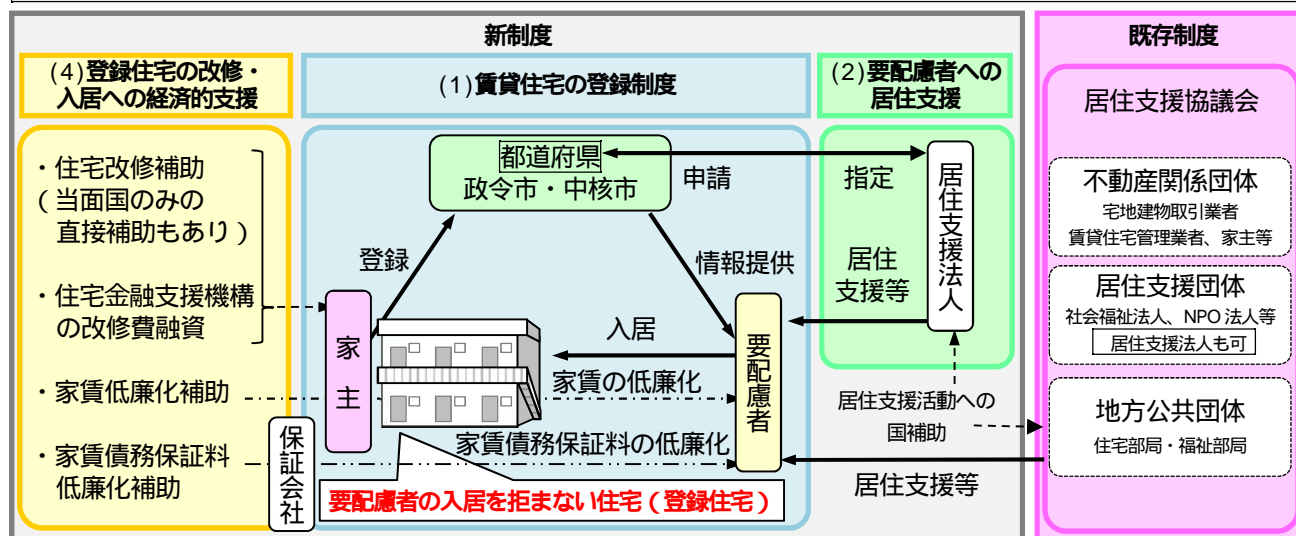 新制度
既存制度
(4)登録住宅の改修・
入居への経済的支援
(1)賃貸住宅の登録制度
(2)要配慮者への
居住支援
・住宅改修補助
(当面国のみの
直接補助もあり)
・住宅金融支援機構
の改修費融資
・家賃低廉化補助
・家賃債務保証料
低廉化補助
保証会社
都道府県
政令市・中核市
登録
情報提供
家主
入居
家賃の低廉化
家賃債務保証料の低廉化
要配慮者
要配慮者の入居を拒まない住宅(登録住宅)
申請
指定
居住支援法人
居住
支援等
居住支援活動への
国補助
居住支援等
居住支援協議会
不動産関係団体
宅地建物取引業者
賃貸住宅管理業者、家主等
居住支援団体
社会福祉法人、NPO法人等
居住支援法人も可
地方公共団体
住宅部局・福祉部局